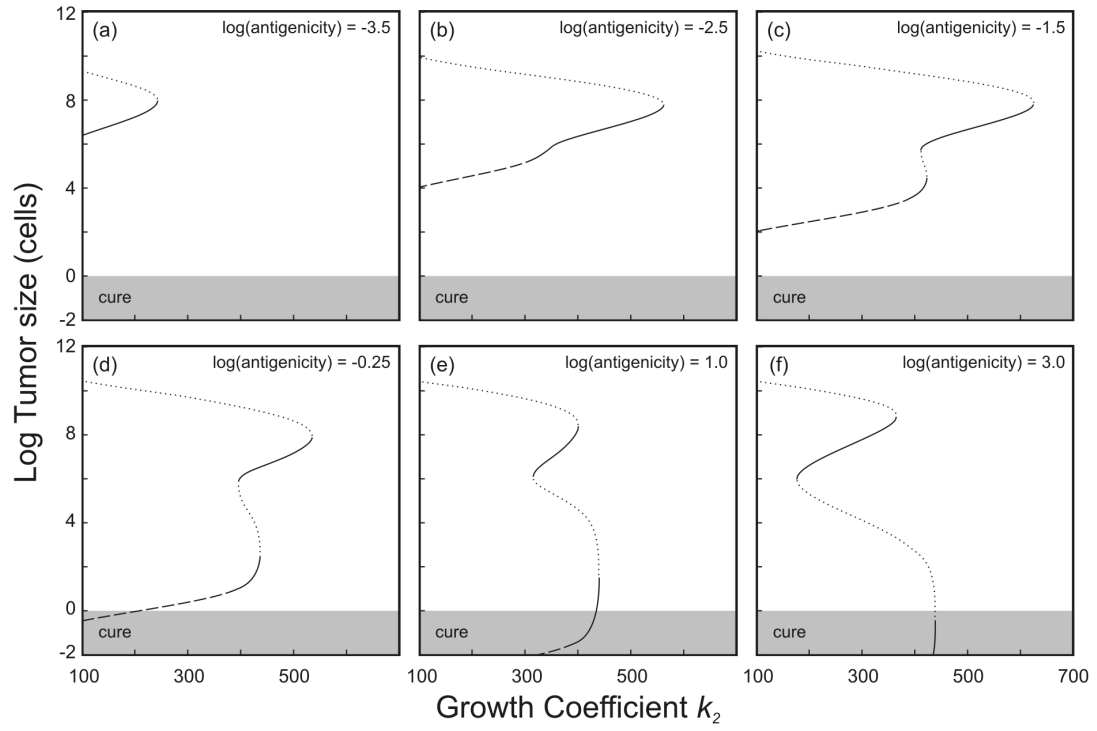 (a) log(antigenicity) = -3.5
(b) log(antigenicity) = -2.5
(c) log(antigenicity) = -1.5
12
8
4
0
-2
cure
cure
cure
(d) log(antigenicity) = -0.25
(e) log(antigenicity) = 1.0
(f) log(antigenicity) = 3.0
12
8
4
0
-2
cure
cure
cure
100 300 500
100 300 500
100 300 500 700
Log Tumor size (cells)
Growth Coefficient k2